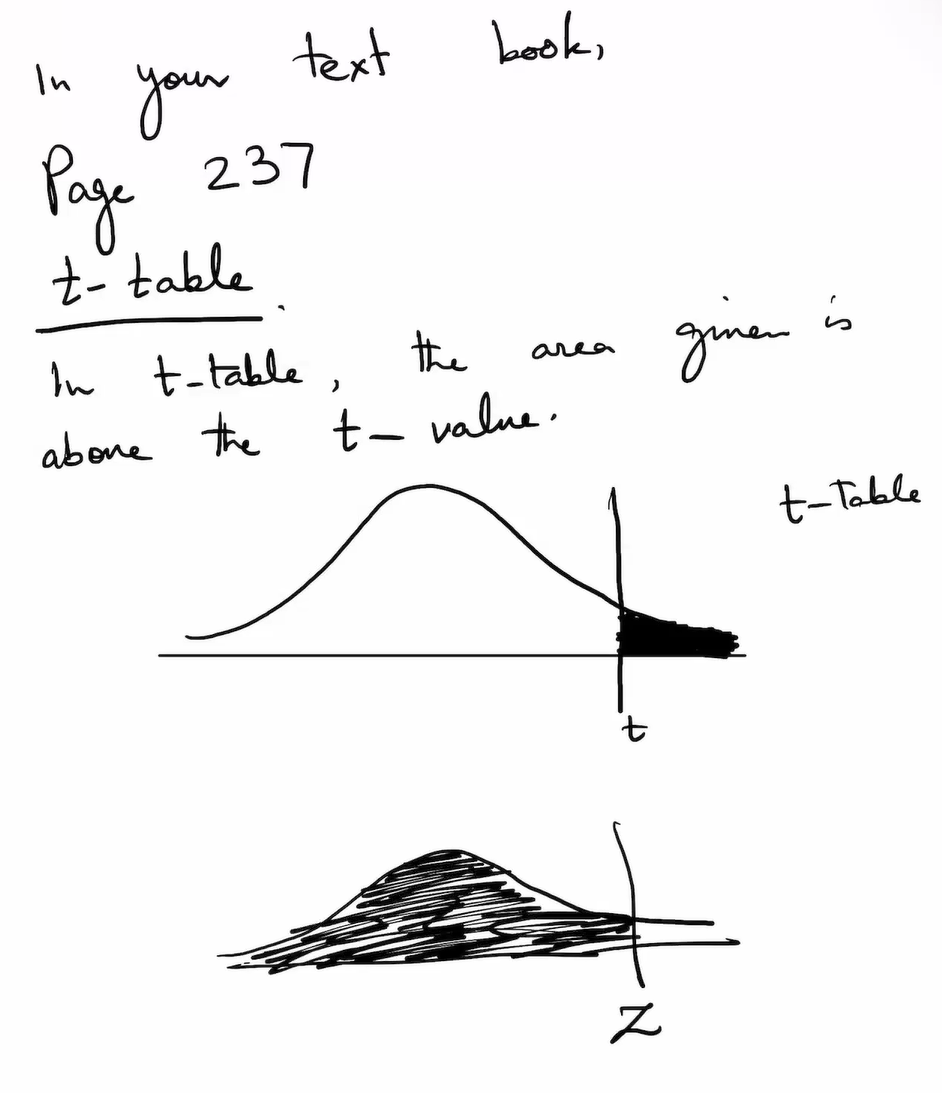 In your text book,
Page 237
t-table.
In t-table, the area given is
above the t-value.
t-Table
t
Z